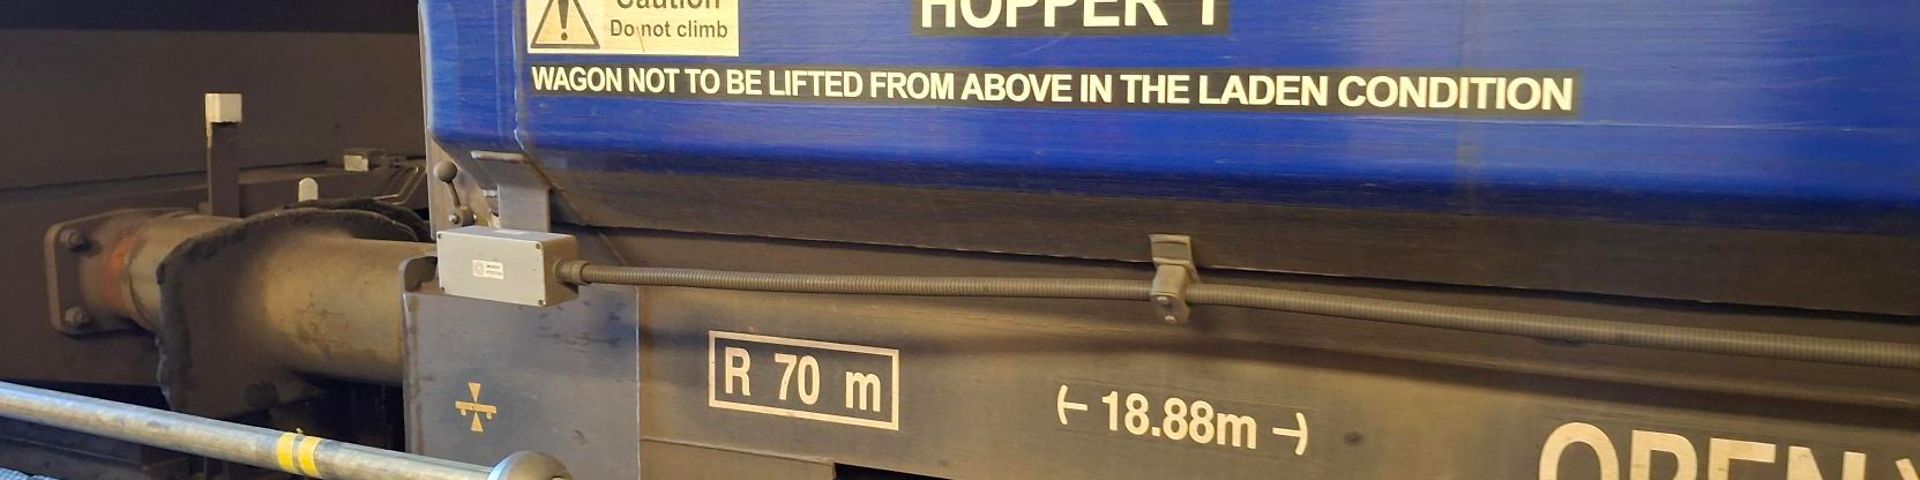 Caution
Do not climb
HOPPER 1
WAGON NOT TO BE LIFTED FROM ABOVE IN THE LADEN CONDITION
R 70 m
18.88m
OPEN